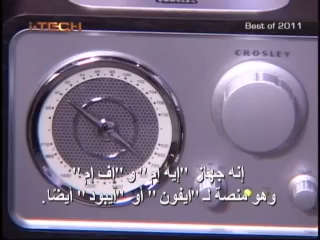 i.TECH
Best of 2011
CROSLEY
إنه جهاز "إيه إم" و "إف إم"
وهو منصة لـ"آيفون" أو "آيبود" أيضا.